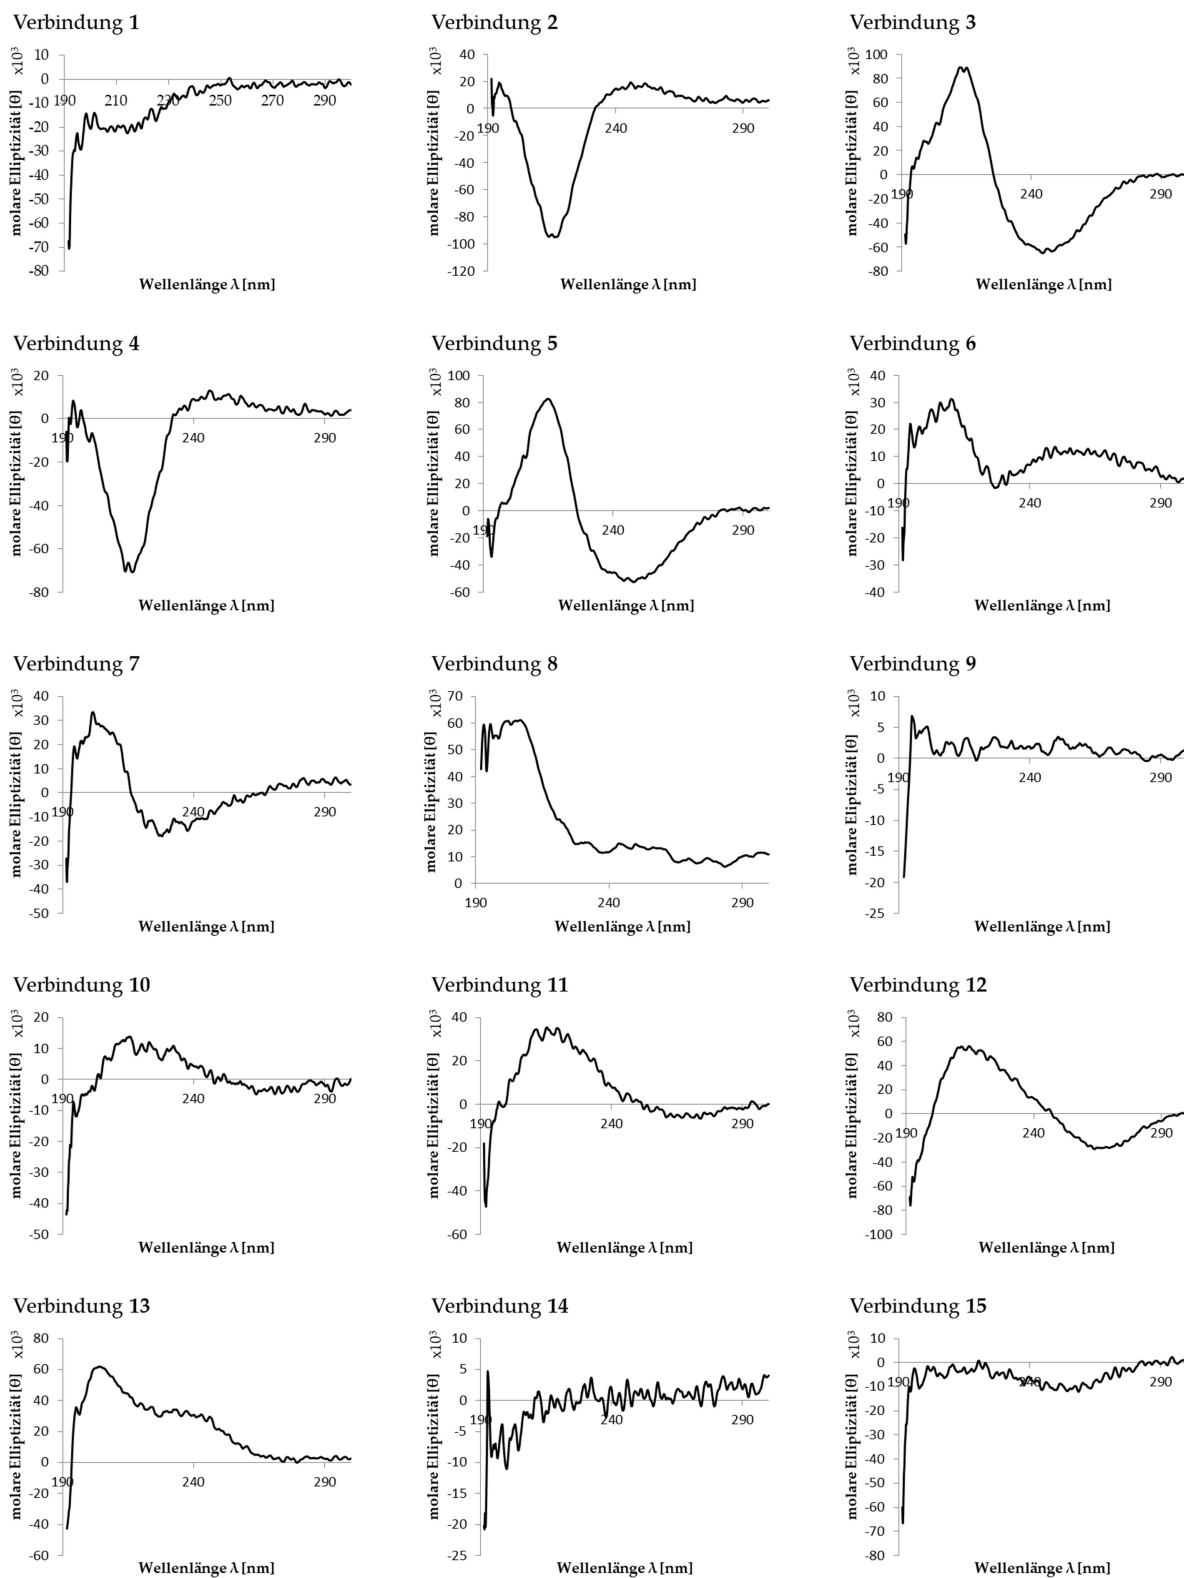 Verbindung 1
x10³
molare Elliptizität[θ]
10
0
-10
-20
-30
-40
-50
-60
-70
-80
190 210 230 250 270 290
Wellenlänge λ [nm]
Verbindung 2
x10³
molare Elliptizität[θ]
40
20
0
-20
-40
-60
-80
-100
-120
190 240 290
Wellenlänge λ [nm]
Verbindung 3
x10³
molare Elliptizität[θ]
100
80
60
40
20
0
-20
-40
-60
-80
190 240 290
Wellenlänge λ [nm]
Verbindung 4
x10³
molare Elliptizität[θ]
20
0
-20
-40
-60
-80
190 240 290
Wellenlänge λ [nm]
Verbindung 5
x10³
molare Elliptizität[θ]
100
80
60
40
20
0
-20
-40
-60
190 240 290
Wellenlänge λ [nm]
Verbindung 6
x10³
molare Elliptizität[θ]
40
30
20
10
0
-10
-20
-30
-40
190 240 290
Wellenlänge λ [nm]
Verbindung 7
x10³
molare Elliptizität[θ]
40
30
20
10
0
-10
-20
-30
-40
-50
190 240 290
Wellenlänge λ [nm]
Verbindung 8
x10³
molare Eliptizität[θ]
70
60
50
40
30
20
10
0
190 240 290
Wellenlänge λ [nm]
Verbindung 9
x10³
molare Elliptizität[θ]
10
5
0
-5
-10
-15
-20
-25
190 240 290
Wellenlänge λ [nm]
Verbindung 10
x10³
molare Elliptizität[θ]
20
10
0
-10
-20
-30
-40
-50
190 240 290
Wellenlänge λ [nm]
Verbindung 11
x10³
molare Elliptizität[θ]
40
20
0
-20
-40
-60
190 240 290
Wellenlänge λ [nm]
Verbindung 12
x10³
molare Elliptizität[θ]
80
60
40
20
0
-20
-40
-60
-80
-100
190 240 290
Wellenlänge λ [nm]
Verbindung 13
x10³
molare Elliptizität[θ]
80
60
40
20
0
-20
-40
-60
190 240 290
Wellenlänge λ [nm]
Verbindung 14
x10³
molare Elliptizität[θ]
10
5
0
-5
-10
-15
-20
-25
190 240 290
Wellenlänge λ [nm]
Verbindung 15
x10³
molare Elliptizität[θ]
10
0
-10
-20
-30
-40
-50
-60
-70
-80
190 240 290
Wellenlänge λ [nm]